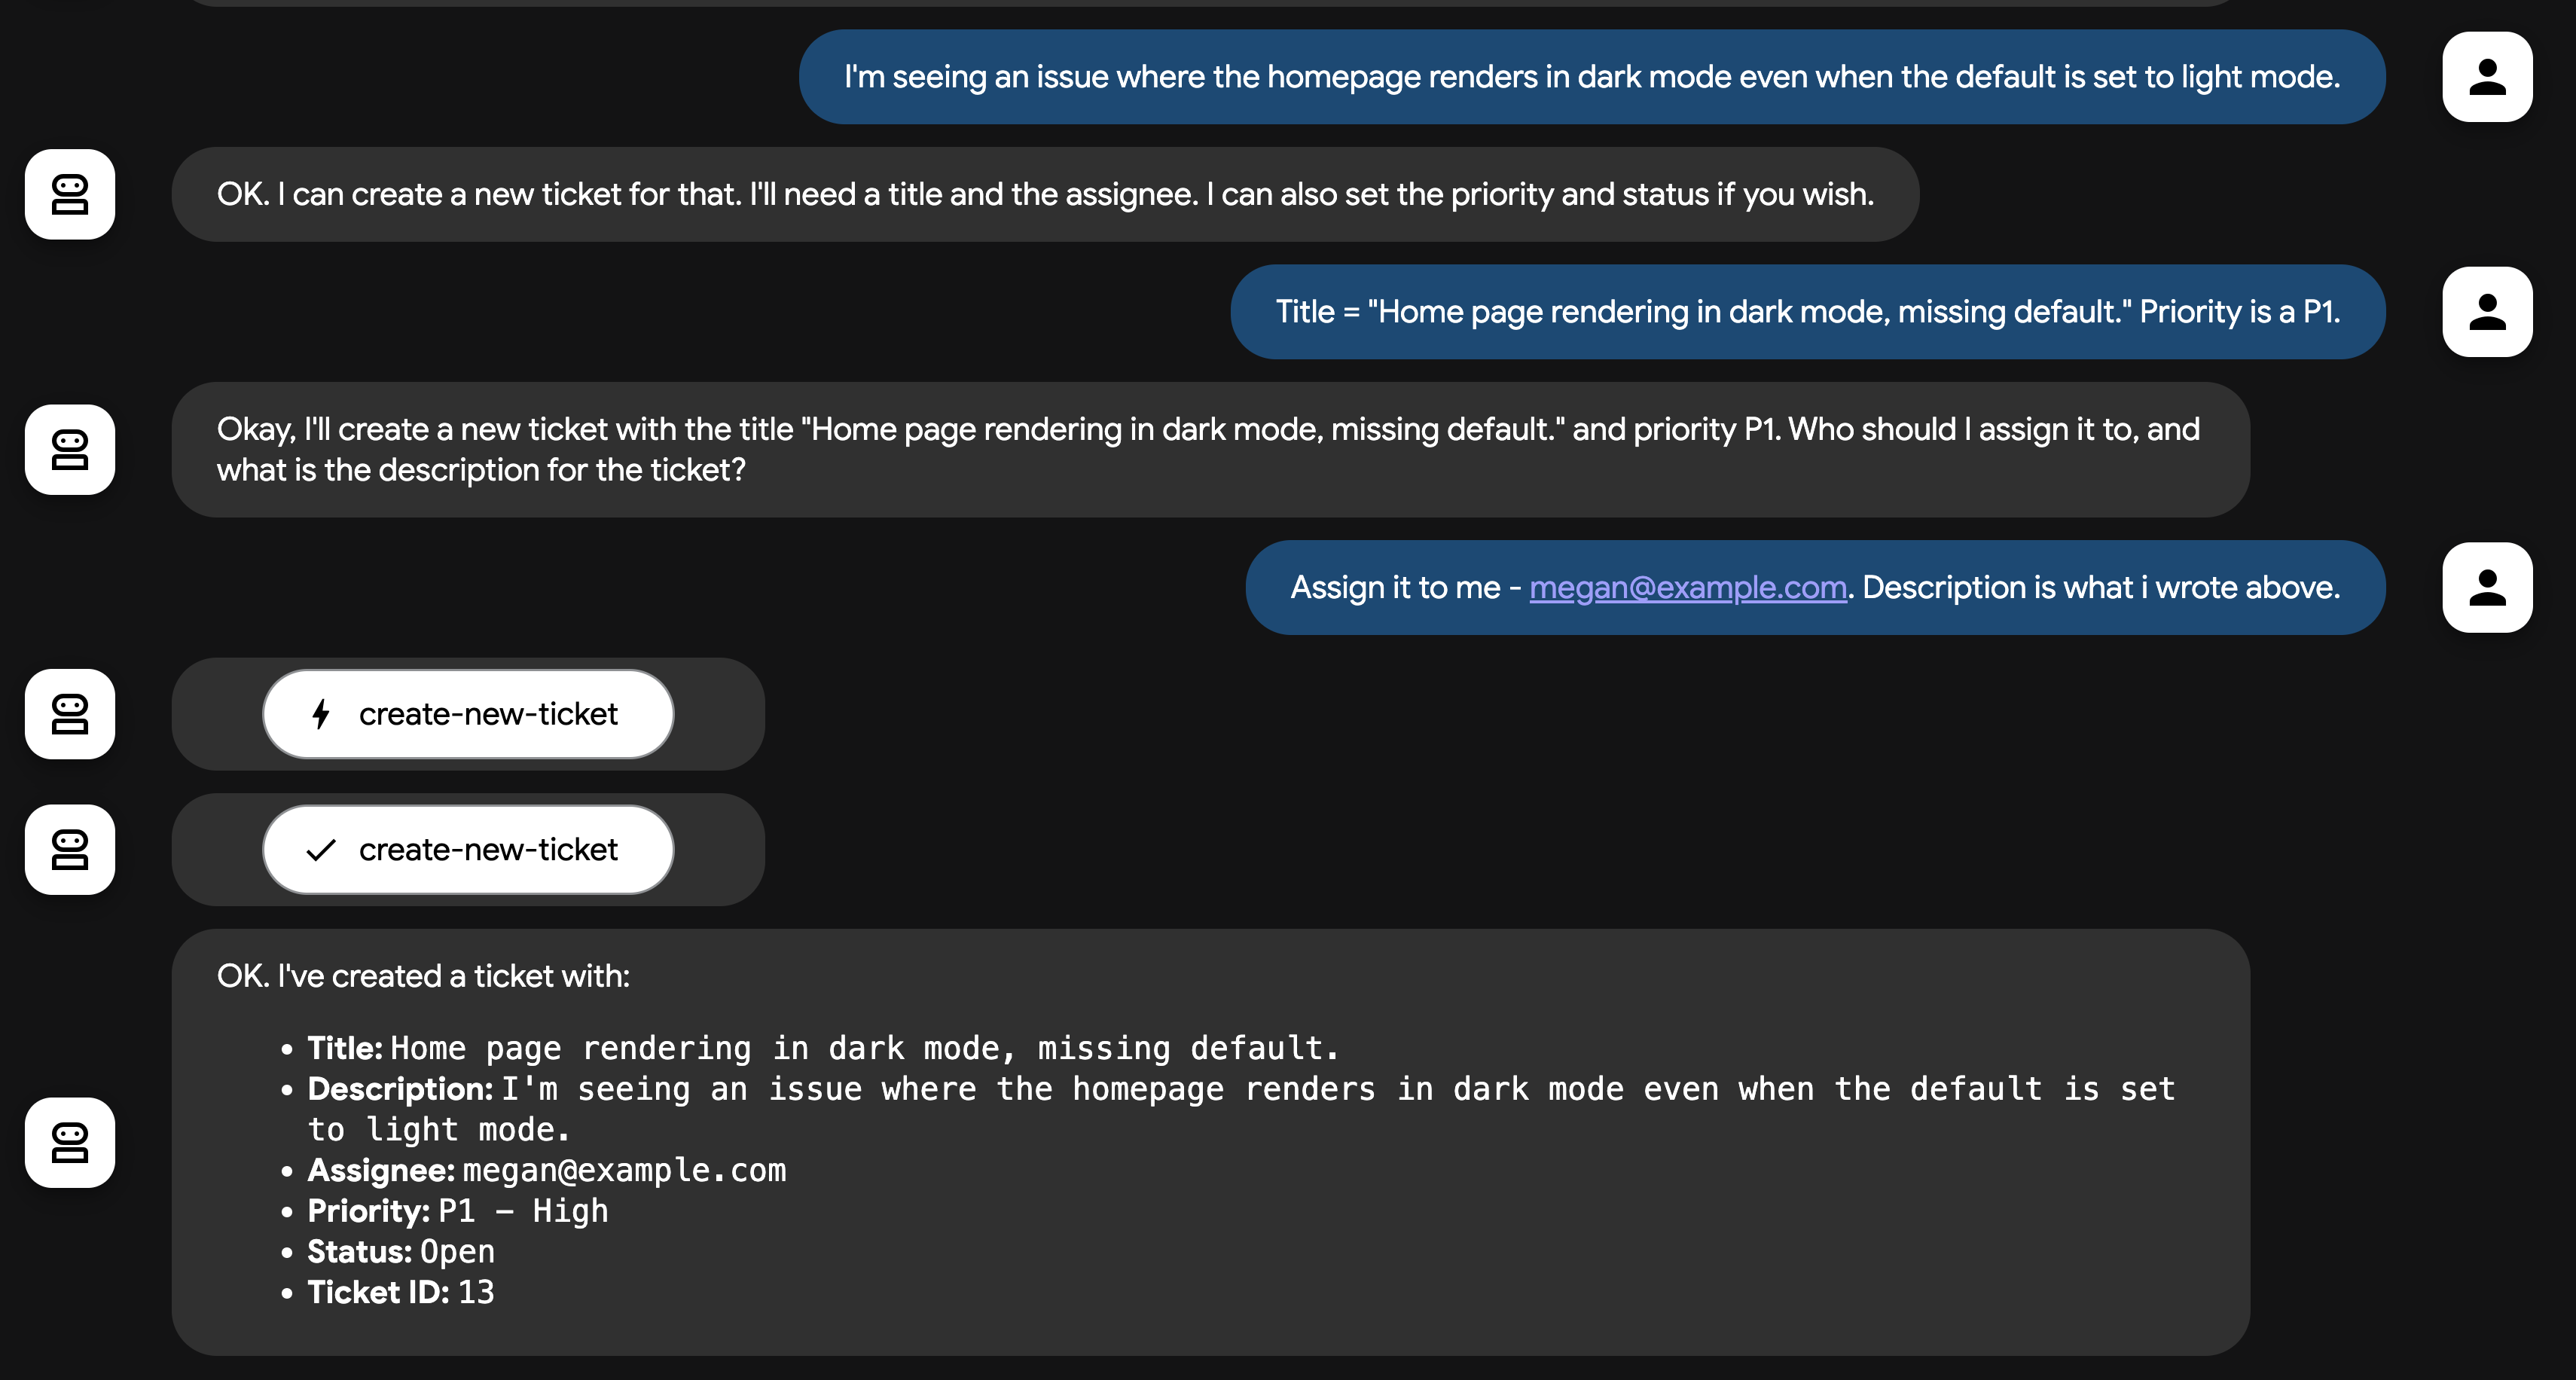 I'm seeing an issue where the homepage renders in dark mode even when the default is set to light mode.
OK. I can create a new ticket for that. I'll need a title and the assignee. I can also set the priority and status if you wish.
Title = "Home page rendering in dark mode, missing default." Priority is a P1.
Okay, I'll create a new ticket with the title "Home page rendering in dark mode, missing default." and priority P1. Who should I assign it to, and
what is the description for the ticket?
Assign it to me - megan@example.com. Description is what i wrote above.
create-new-ticket
create-new-ticket
OK. I've created a ticket with:
• Title: Home page rendering in dark mode, missing default.
• Description: I'm seeing an issue where the homepage renders in dark mode even when the default is set
to light mode.
• Assignee: megan@example.com
• Priority: P1 – High
• Status: Open
• Ticket ID: 13